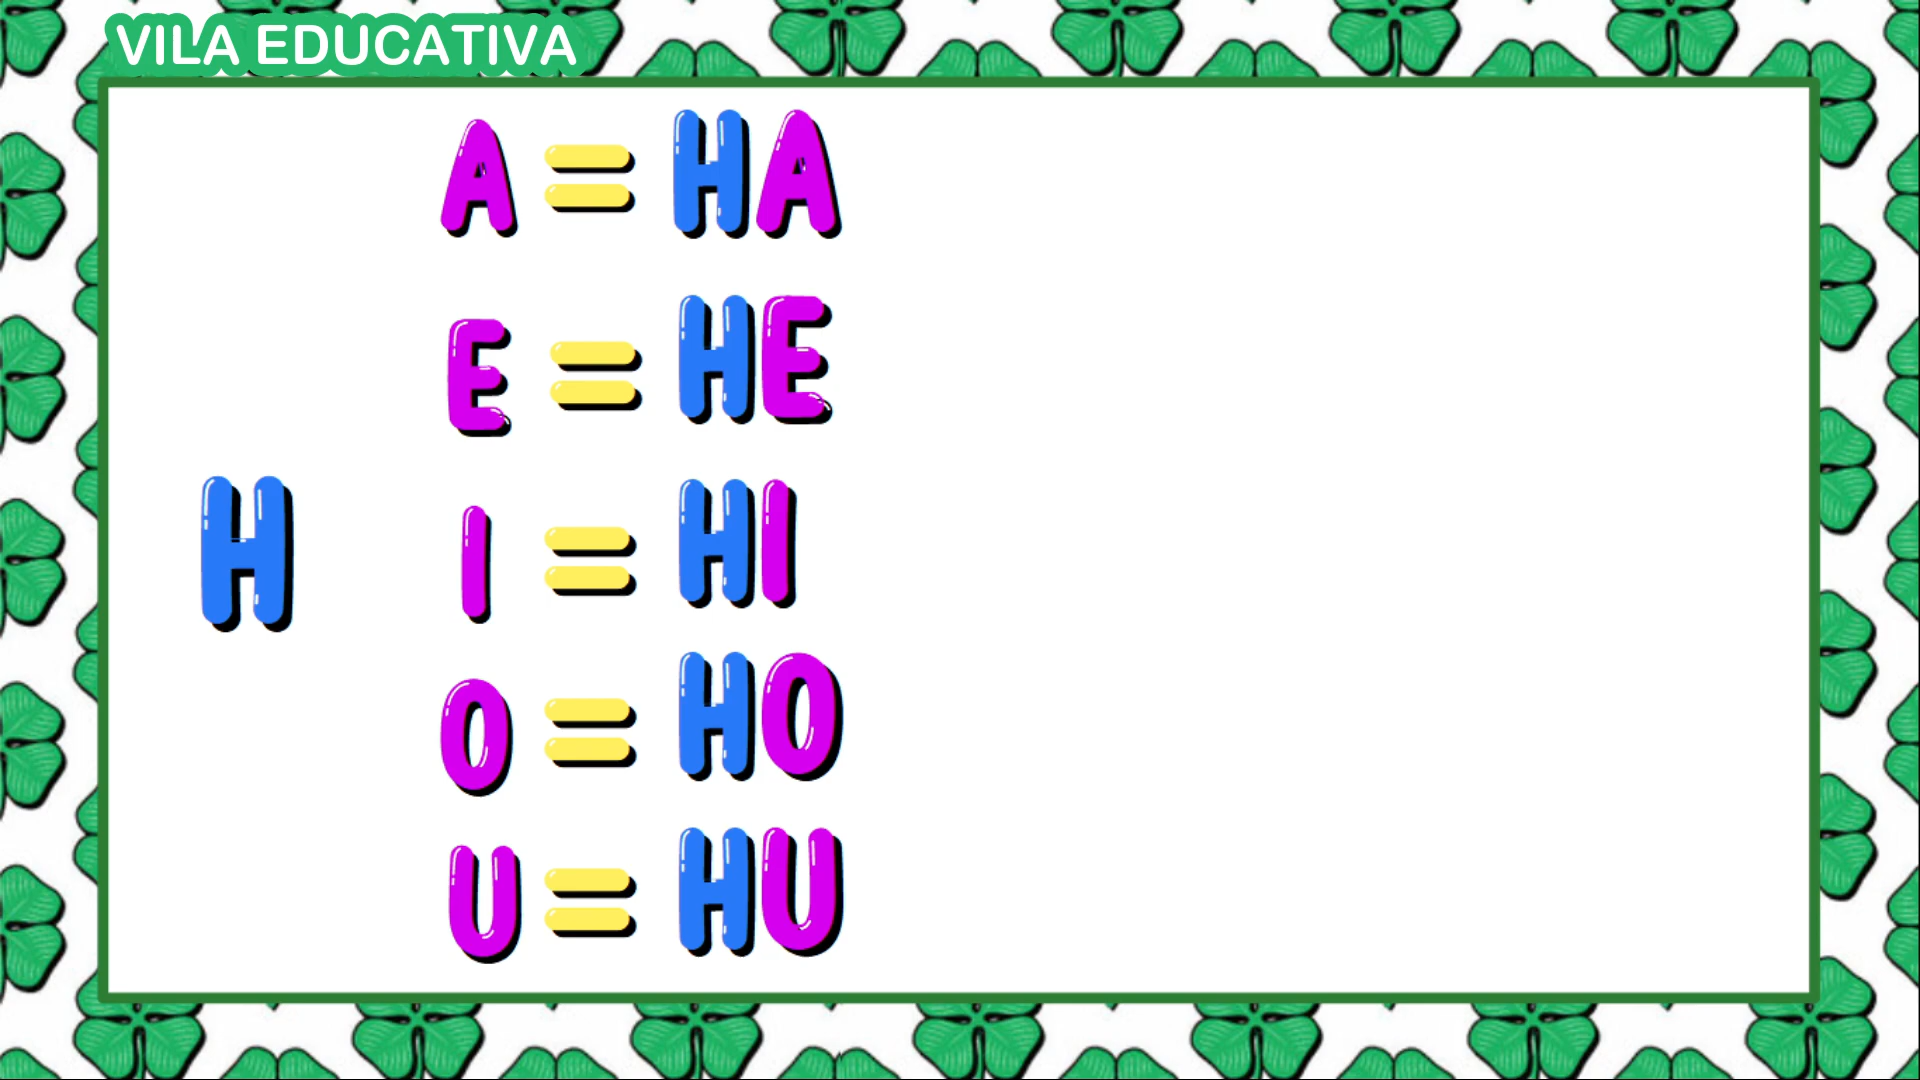 VILA EDUCATIVA
A = HA
E = HE
H I = HI
O = HO
U = HU